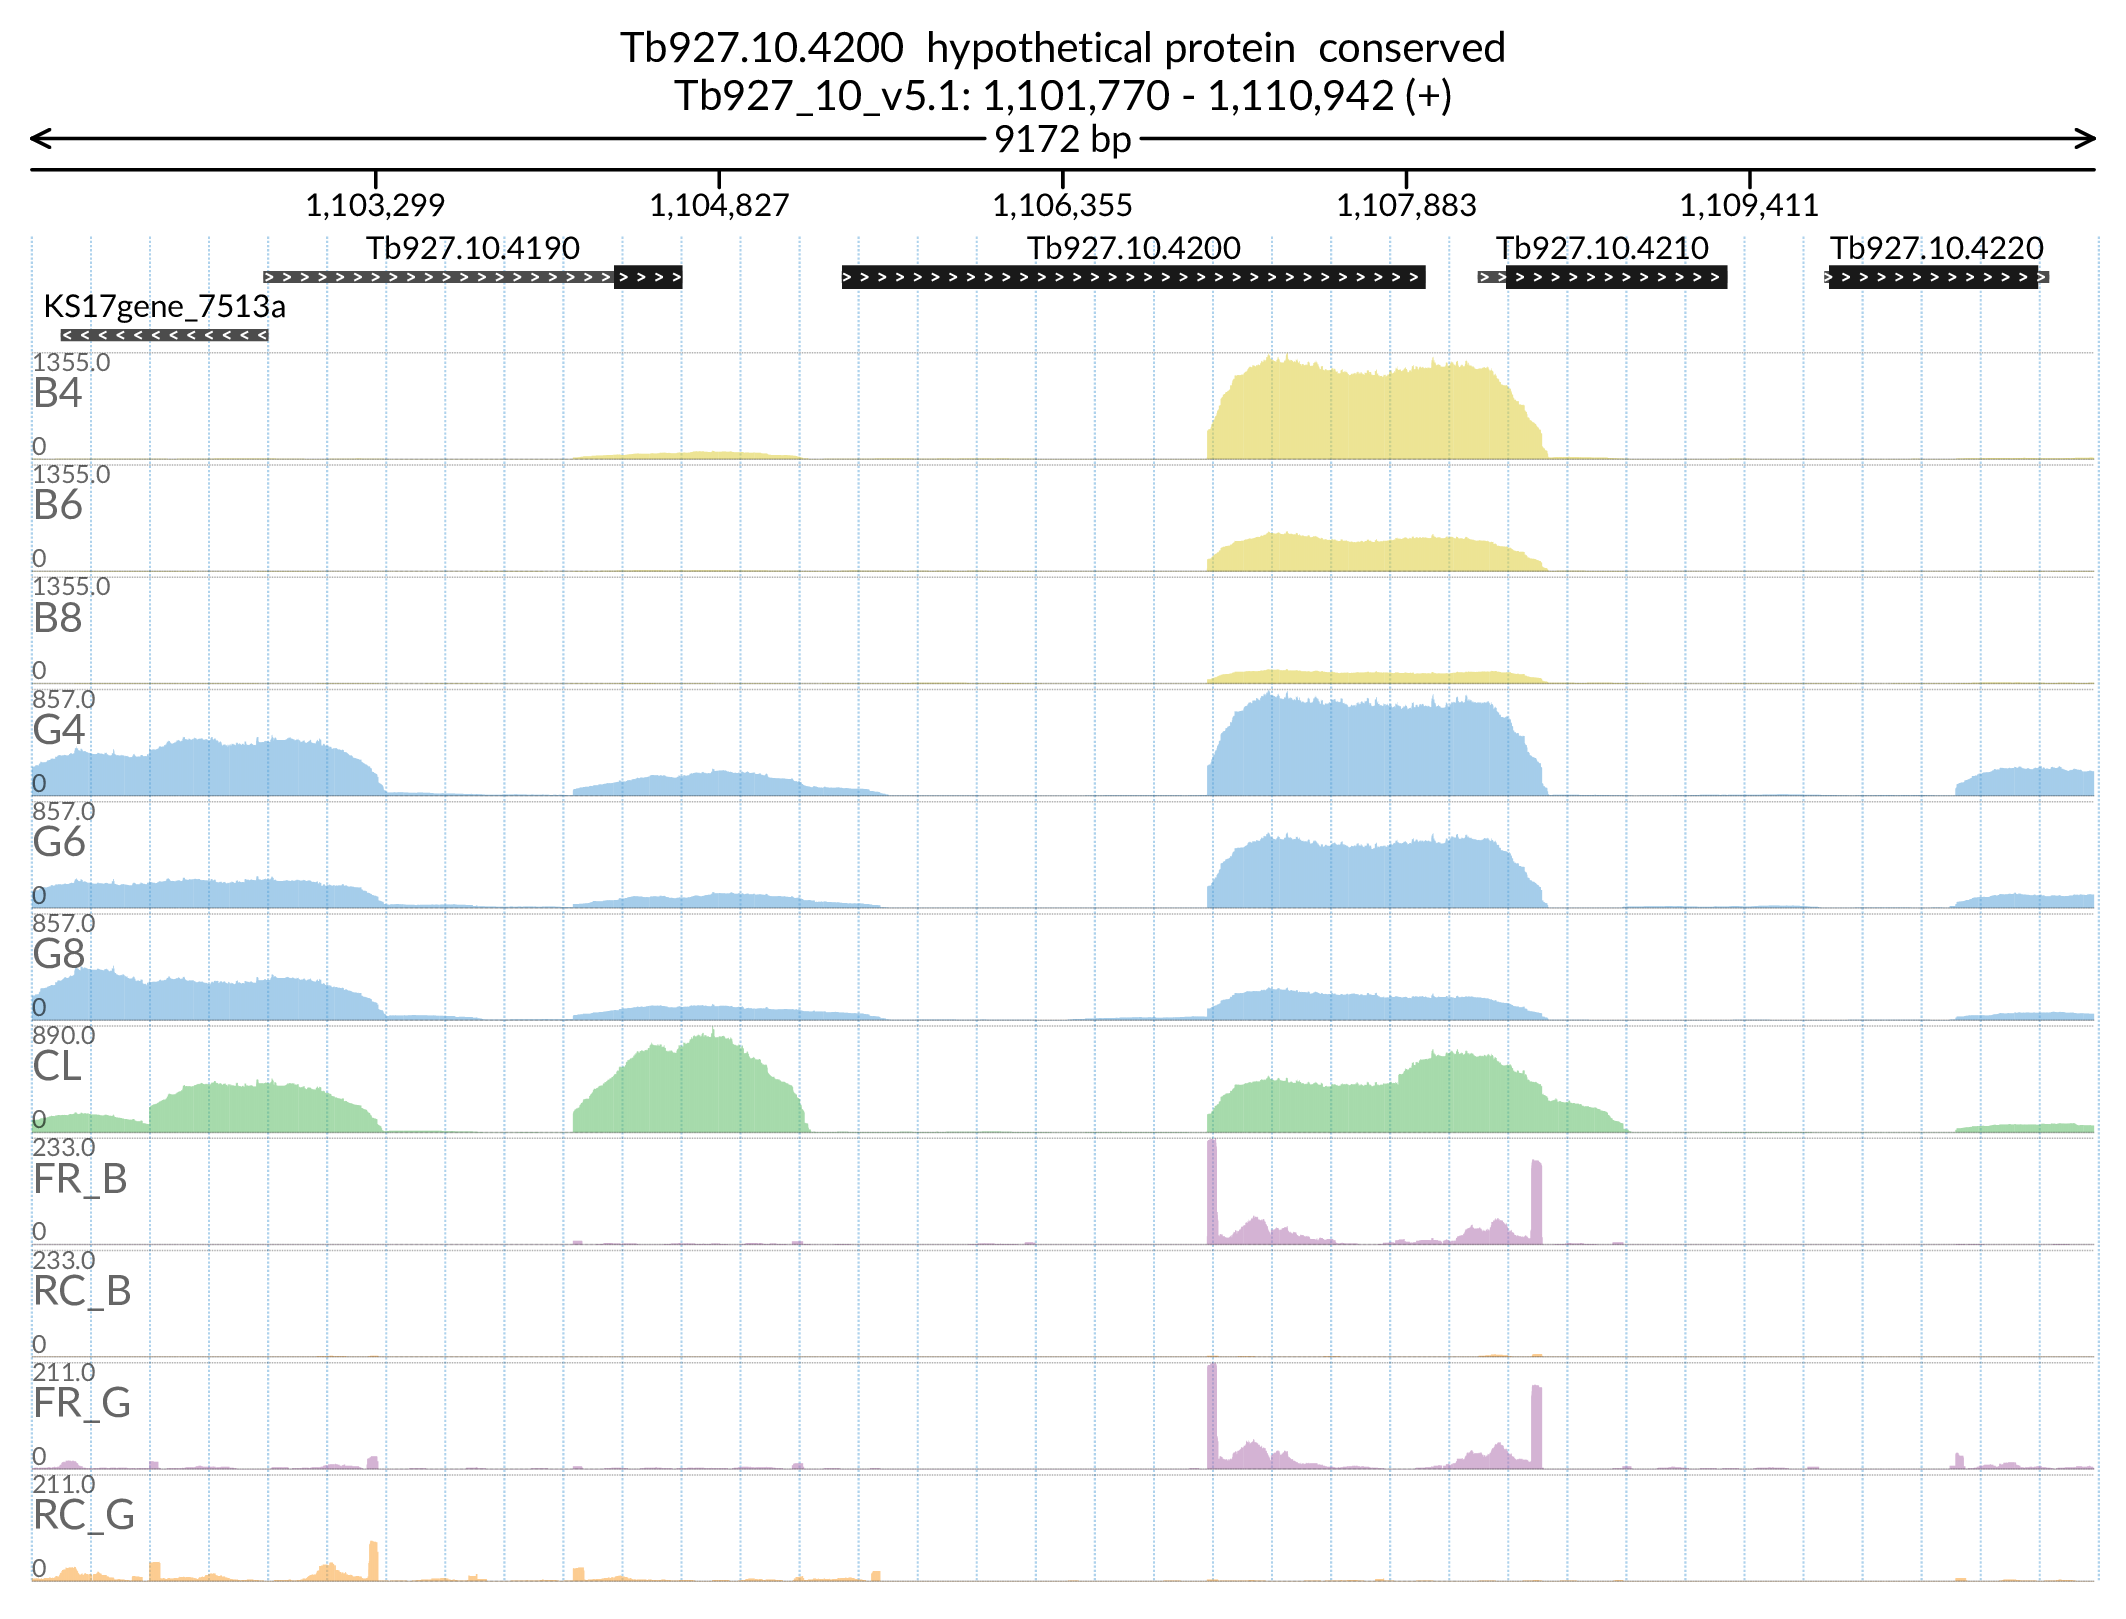 Tb927.10.4200  hypothetical protein  conserved
Tb927_10_v5.1: 1,101,770 - 1,110,942 (+)
9172 bp
1,103,299 1,104,827 1,106,355 1,107,883 1,109,411
Tb927.10.4190 Tb927.10.4200 Tb927.10.4210 Tb927.10.4220
KS17gene_7513a
1355.0
B4
0
1355.0
B6
0
1355.0
B8
0
857.0
G4
0
857.0
G6
0
857.0
G8
0
890.0
CL
0
233.0
FR_B
0
233.0
RC_B
0
211.0
FR_G
0
211.0
RC_G
0